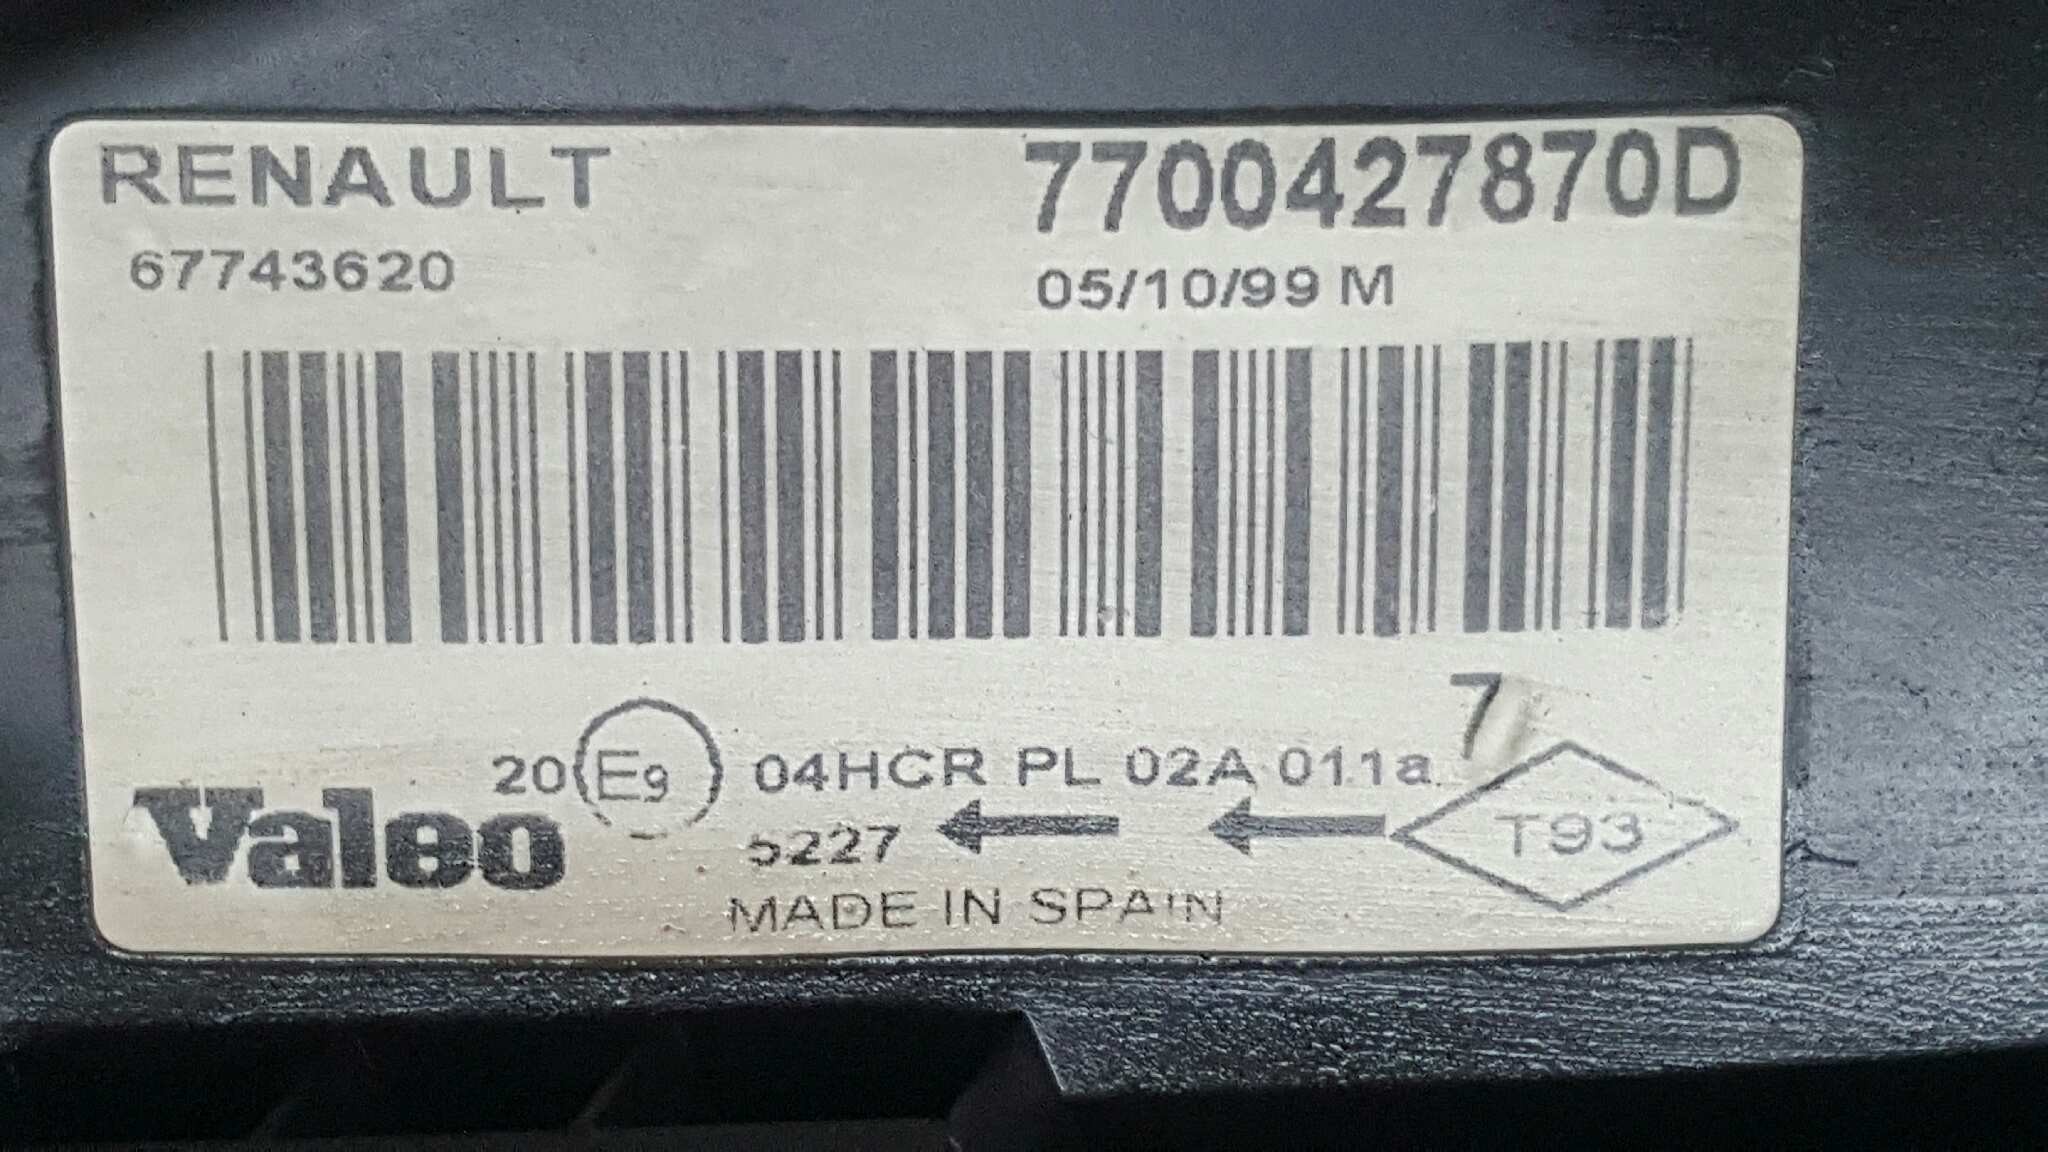 RENAULT 7700427870D
67743620 05/10/99 M
7
20 E9 04HCR PL 02A 011a
Valeo 5227 T93
MADE IN SPAIN